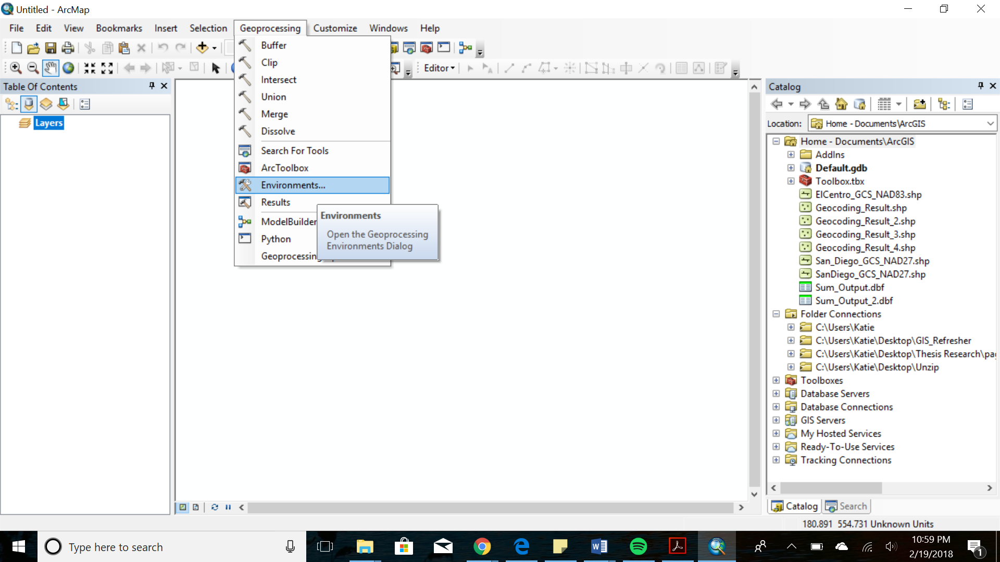 Untitled - ArcMap
File Edit View Bookmarks Insert Selection Geoprocessing Customize Windows Help
Buffer
Clip
Intersect
Union
Merge
Dissolve
Search For Tools
ArcToolbox
Environments...
Results
ModelBuilder
Python
Geoprocessing
Environments
Open the Geoprocessing
Environments Dialog
Editor
Table Of Contents
Layers
Catalog
Location: Home - Documents\ArcGIS
Home - Documents\ArcGIS
AddIns
Default.gdb
Toolbox.tbx
ElCentro_GCS_NAD83.shp
Geocoding_Result.shp
Geocoding_Result_2.shp
Geocoding_Result_3.shp
Geocoding_Result_4.shp
San_Diego_GCS_NAD27.shp
SanDiego_GCS_NAD27.shp
Sum_Output.dbf
Sum_Output_2.dbf
Folder Connections
C:\Users\Katie
C:\Users\Katie\Desktop\GIS_Refresher
C:\Users\Katie\Desktop\Thesis Research\pa
C:\Users\Katie\Desktop\Unzip
Toolboxes
Database Servers
Database Connections
GIS Servers
My Hosted Services
Ready-To-Use Services
Tracking Connections
Catalog Search
180.891 554.731 Unknown Units
Type here to search
10:59 PM
2/19/2018
1